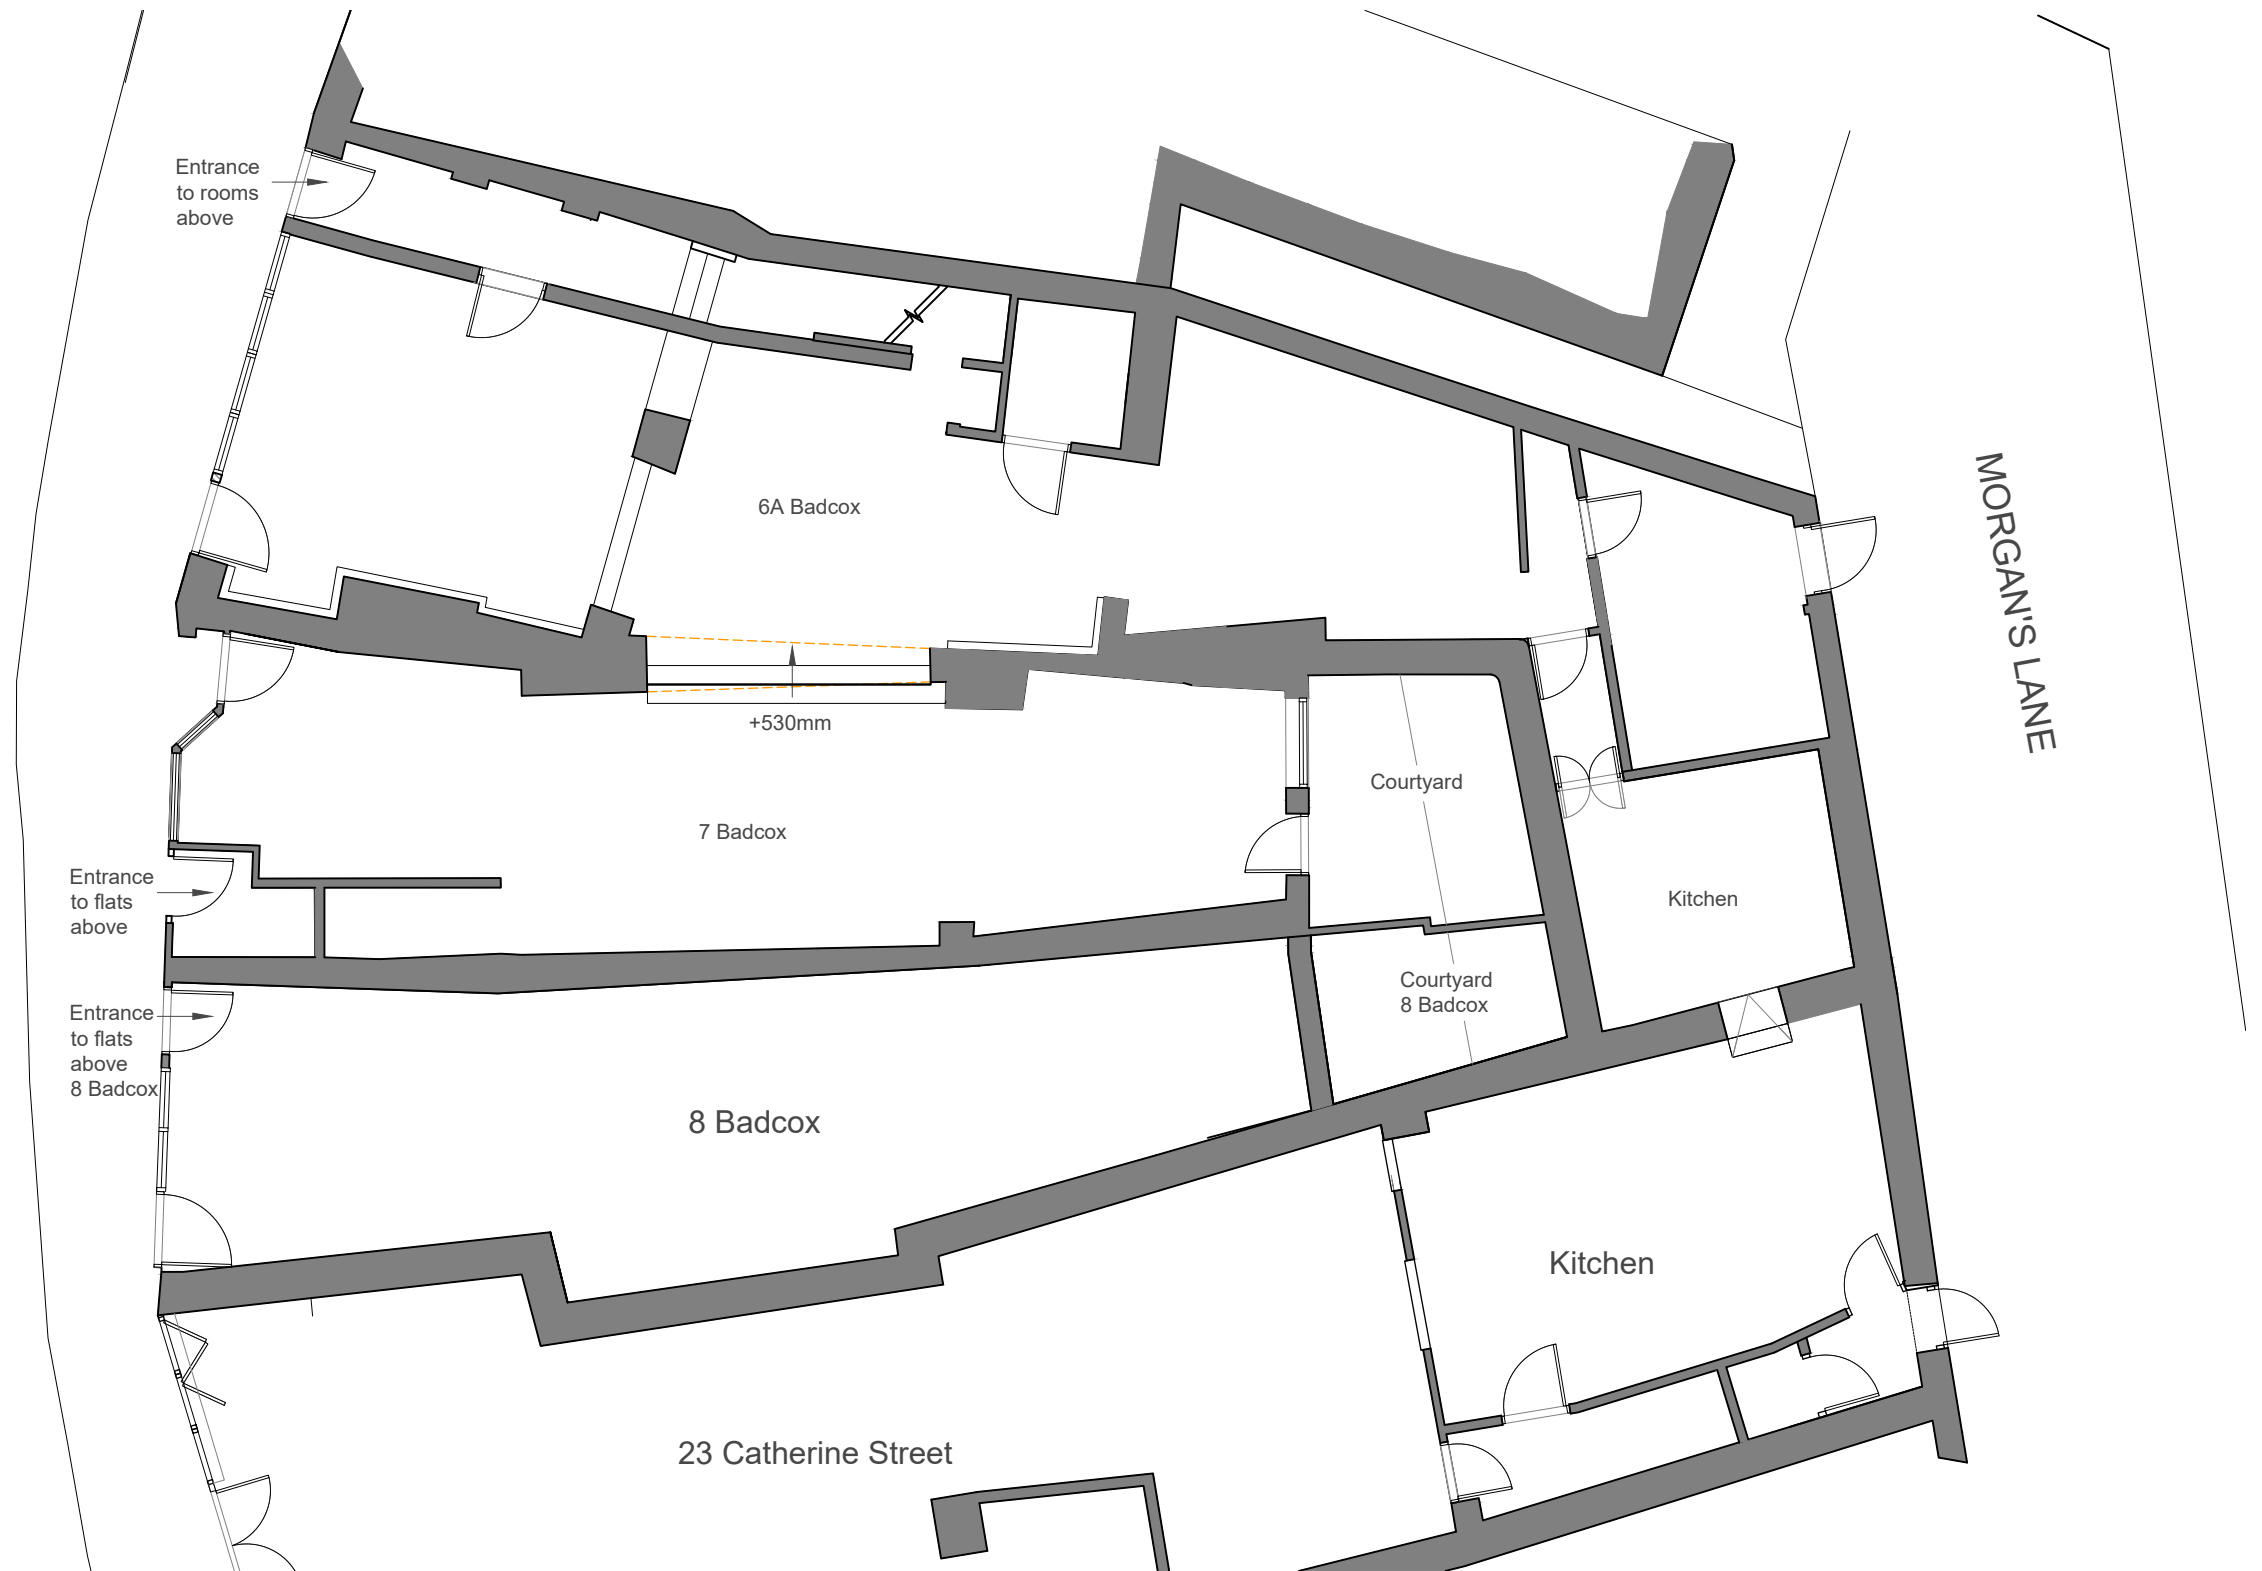 Entrance
to rooms
above
6A Badcox
MORGAN'S LANE
+530mm
Courtyard
7 Badcox
Entrance
to flats
above
Kitchen
Courtyard
8 Badcox
Entrance
to flats
above
8 Badcox
8 Badcox
Kitchen
23 Catherine Street